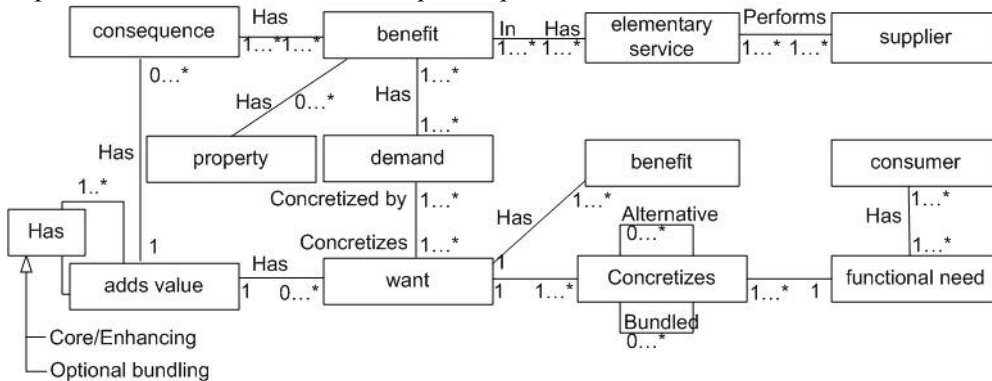 consequence
Has
1...*1...*
benefit
In
1...*
Has
1...*
elementary
service
Performs
1...*
1...*
supplier
0...*
1...*
Has
0...*
Has
Has
1...*
property
demand
benefit
consumer
1..*
Concretized by
1...*
1...*
Alternative
0...*
Has
Has
Has
Concretizes
1...*
1...*
1
Has
1
adds value
1
0...*
want
1
1...*
Concretizes
1...*
1
functional need
Bundled
0...*
Core/Enhancing
Optional bundling